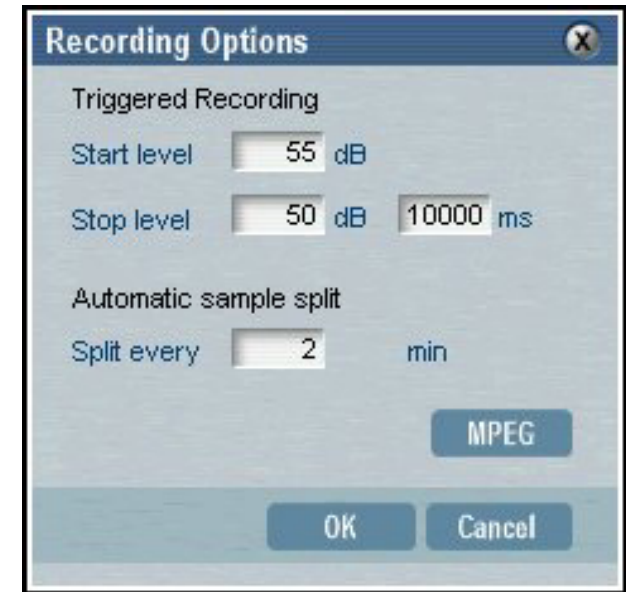 Recording Options
Triggered Recording
Start level 55 dB
Stop level 50 dB 10000 ms
Automatic sample split
Split every 2 min
MPEG
OK Cancel